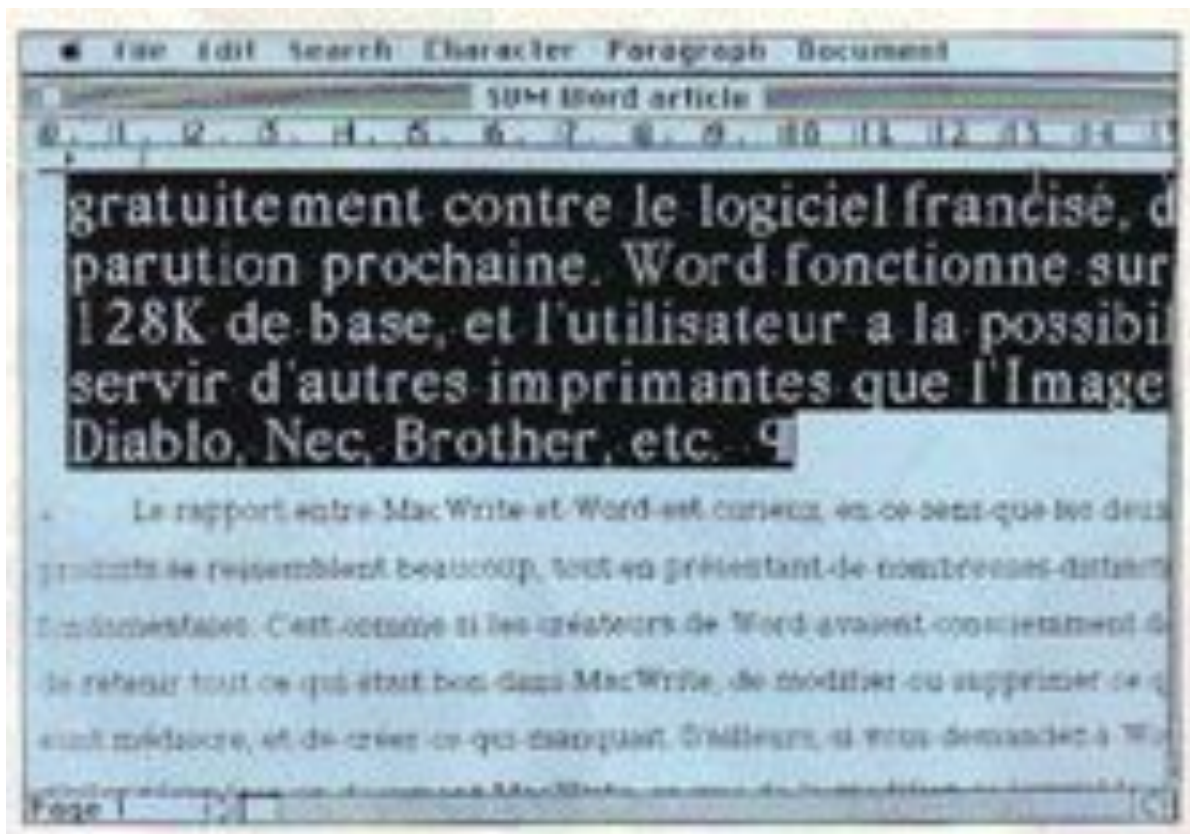 File Edit Search Character Paragraph Document
SVM Word article
0 1 2 3 4 5 6 7 8 9 10 11 12 13 14
gratuitement contre le logiciel francisé, d
parution prochaine. Word fonctionne sur
128K de base, et l'utilisateur a la possibil
servir d'autres imprimantes que l'Image
Diablo, Nec, Brother, etc. ¶
Le rapport entre MacWrite et Word est curieux, en ce sens que les deux
produits se ressemblent beaucoup, tout en présentant de nombreuses distinct
fondamentales. C'est comme si les créateurs de Word avaient consciemment dé
de retenir tout ce qui était bon dans MacWrite, de modifier ou supprimer ce q
était médiocre, et de créer ce qui manquait. D'ailleurs, si vous demandez à Wo
Page 1